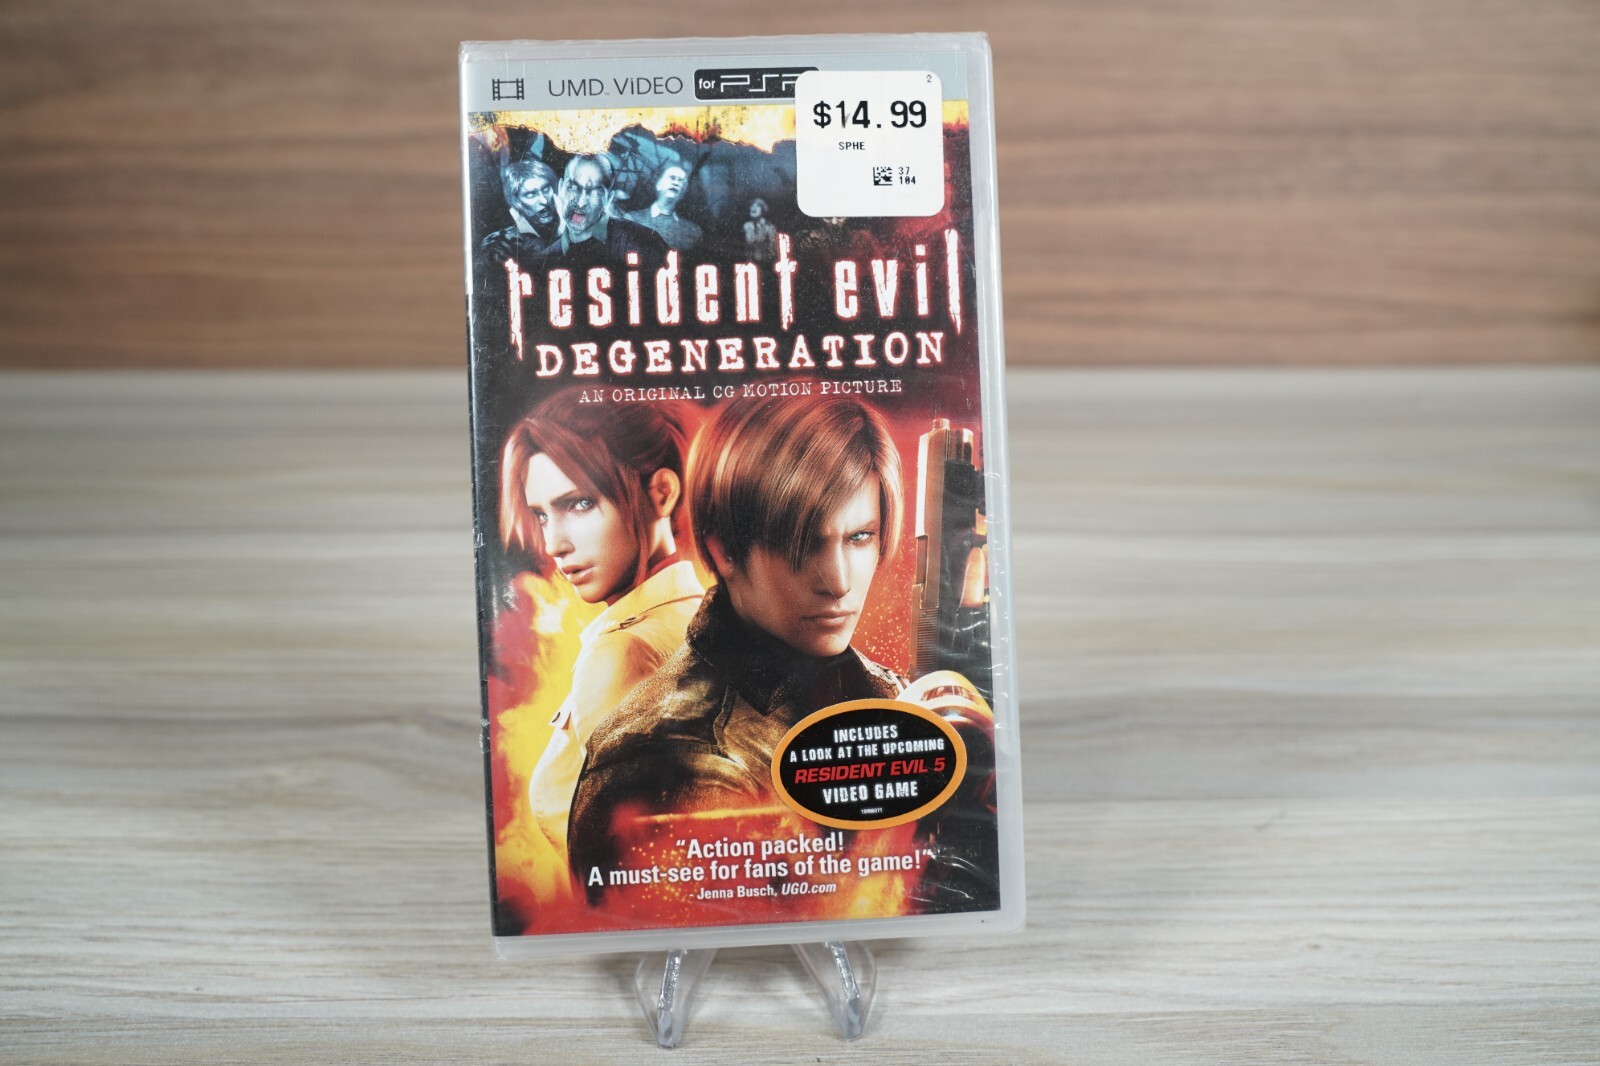 UMD™ VIDEO for PSP
2
$14.99
SPHE
37
104
resident evil
DEGENERATION
AN ORIGINAL CG MOTION PICTURE
INCLUDES
A LOOK AT THE UPCOMING
RESIDENT EVIL 5
VIDEO GAME
"Action packed!
A must-see for fans of the game!"
- Jenna Busch, UGO.com